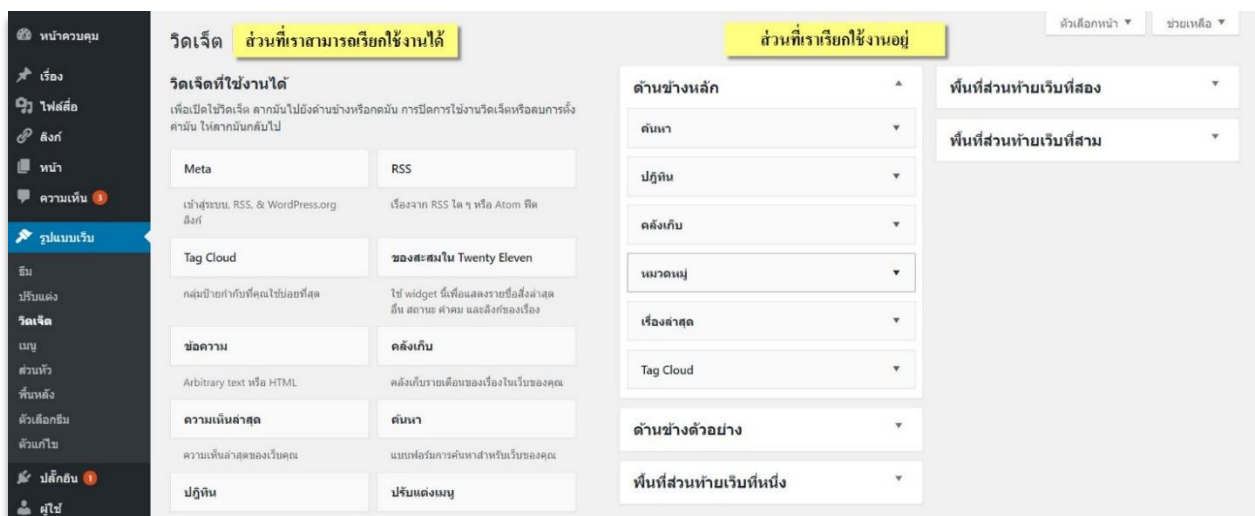 หน้าควบคุม
เรื่อง
ไฟล์สื่อ
ลิงก์
หน้า
ความเห็น 3
รูปแบบเว็บ
ธีม
ปรับแต่ง
วิดเจ็ต
เมนู
ส่วนหัว
พื้นหลัง
ตัวเลือกธีม
ตัวแก้ไข
ปลั๊กอิน 1
ผู้ใช้
ตัวเลือกหน้า
ช่วยเหลือ
วิดเจ็ต
ส่วนที่เราสามารถเรียกใช้งานได้
ส่วนที่เราเรียกใช้งานอยู่
วิดเจ็ตที่ใช้งานได้
เพื่อเปิดใช้วิดเจ็ต ลากมันไปยังด้านข้างหรือกดมัน การปิดการใช้งานวิดเจ็ตหรือลบการตั้ง
ค่ามัน ให้ลากมันกลับไป
Meta
เข้าสู่ระบบ, RSS, & WordPress.org
ลิงก์
RSS
เรื่องจาก RSS ใด ๆ หรือ Atom ฟีด
Tag Cloud
กลุ่มป้ายกำกับที่คุณใช้บ่อยที่สุด
ของสะสมใน Twenty Eleven
ใช้ widget นี้เพื่อแสดงรายชื่อสิ่งล่าสุด
อื่น สถานะ คำคม และลิงก์ของเรื่อง
ข้อความ
Arbitrary text หรือ HTML
คลังเก็บ
คลังเก็บรายเดือนของเรื่องในเว็บของคุณ
ความเห็นล่าสุด
ความเห็นล่าสุดของเว็บคุณ
ค้นหา
แบบฟอร์มการค้นหาสำหรับเว็บของคุณ
ปฏิทิน
ปรับแต่งเมนู
ด้านข้างหลัก
ค้นหา
ปฏิทิน
คลังเก็บ
หมวดหมู่
เรื่องล่าสุด
Tag Cloud
ด้านข้างตัวอย่าง
พื้นที่ส่วนท้ายเว็บที่หนึ่ง
พื้นที่ส่วนท้ายเว็บที่สอง
พื้นที่ส่วนท้ายเว็บที่สาม